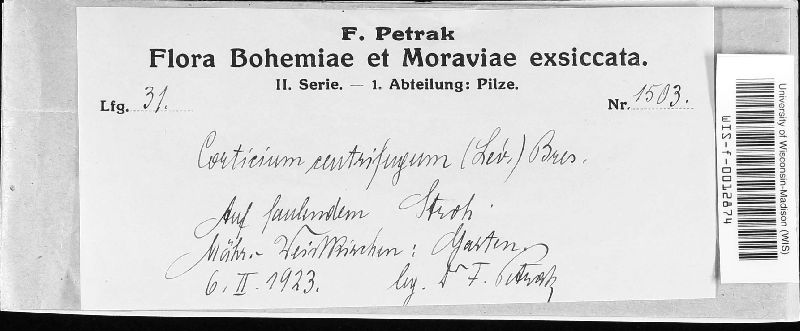 F. Petrak
Flora Bohemiae et Moraviae exsiccata.
II. Serie. — 1. Abteilung: Pilze.
Lfg. 31. Nr. 1503.
Corticium centrifugum (Lév.) Bres.
Auf faulendem Stroh.
Mähr.-Weisskirchen: Garten.
6. II. 1923. leg. Dr F. Petrak
University of Wisconsin-Madison (WIS)
WIS-f-0012874